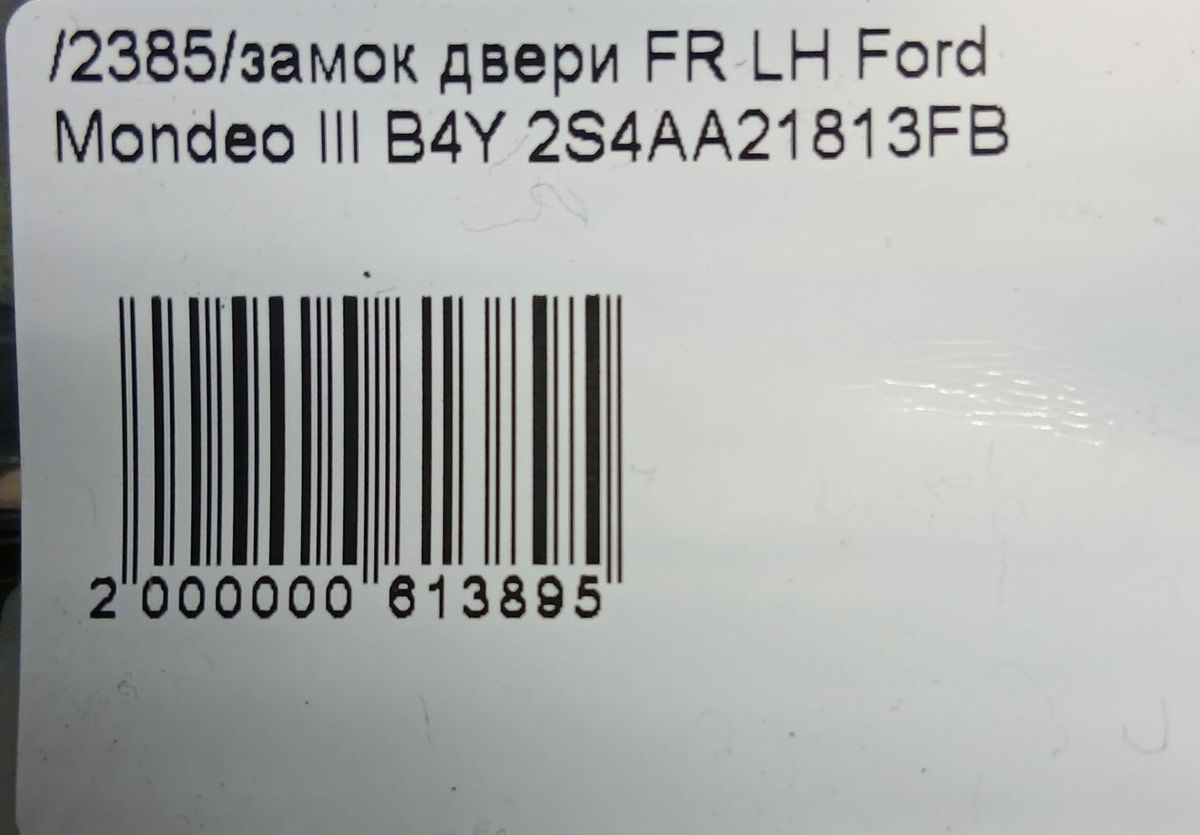 /2385/замок двери FR LH Ford
Mondeo III B4Y 2S4AA21813FB
2 000000 613895